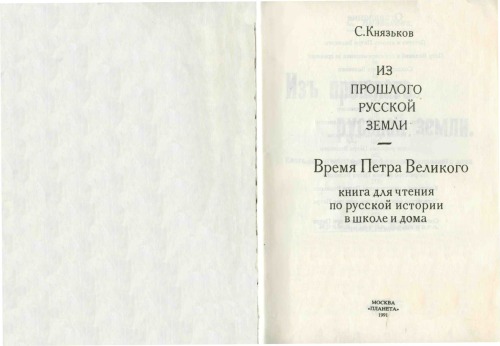 С.Князьков
ИЗ
ПРОШЛОГО
РУССКОЙ
ЗЕМЛИ
Время Петра Великого
книга для чтения
по русской истории
в школе и дома
МОСКВА
«ПЛАНЕТА»
1991